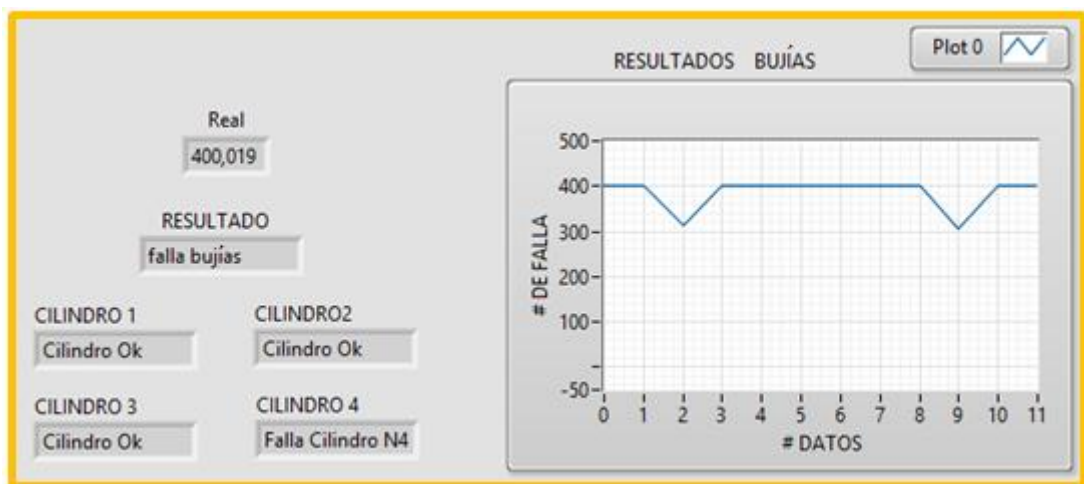 Real
400,019
RESULTADO
falla bujías
CILINDRO 1
Cilindro Ok
CILINDRO2
Cilindro Ok
CILINDRO 3
Cilindro Ok
CILINDRO 4
Falla Cilindro N4
RESULTADOS BUJÍAS
Plot 0
# DE FALLA
500
400
300
200
100
-50
0 1 2 3 4 5 6 7 8 9 10 11
# DATOS